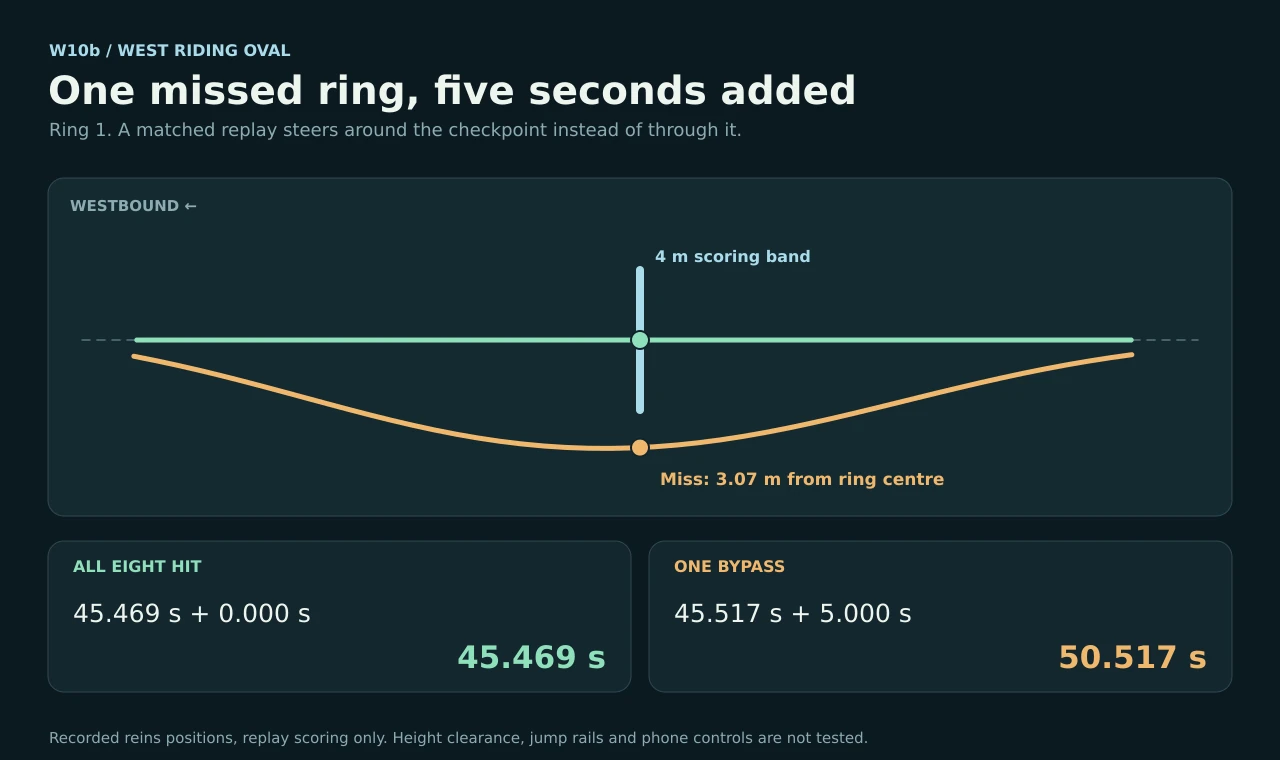 W10b / WEST RIDING OVAL
One missed ring, five seconds added
Ring 1. A matched replay steers around the checkpoint instead of through it.
WESTBOUND ←
4 m scoring band
Miss: 3.07 m from ring centre
ALL EIGHT HIT
45.469 s + 0.000 s
45.469 s
ONE BYPASS
45.517 s + 5.000 s
50.517 s
Recorded reins positions, replay scoring only. Height clearance, jump rails and phone controls are not tested.